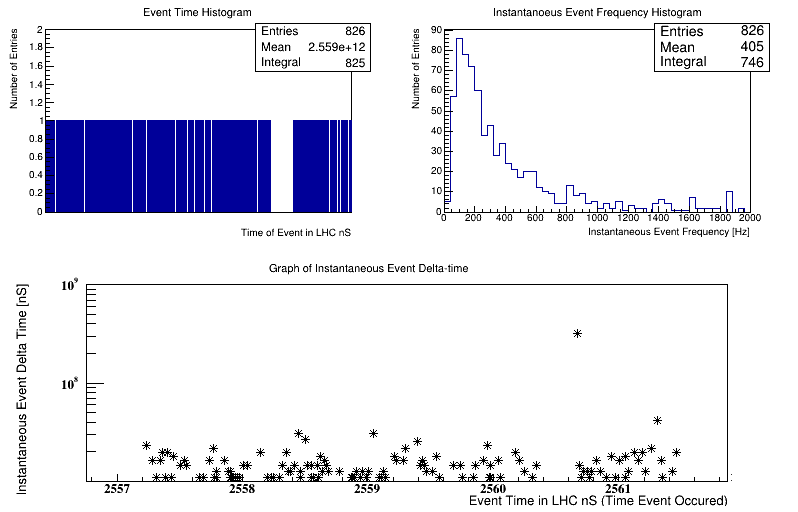 Event Time Histogram
Entries 826
Mean 2.559e+12
Integral 825
Number of Entries
2
1.8
1.6
1.4
1.2
1
0.8
0.6
0.4
0.2
0
Time of Event in LHC nS
Instantanoeus Event Frequency Histogram
Entries 826
Mean 405
Integral 746
Number of Entries
90
80
70
60
50
40
30
20
10
0
0 200 400 600 800 1000 1200 1400 1600 1800 2000
Instantaneous Event Frequency [Hz]
Graph of Instantaneous Event Delta-time
Instantaneous Event Delta Time [nS]
10^9
10^8
2557 2558 2559 2560 2561
Event Time in LHC nS (Time Event Occured)